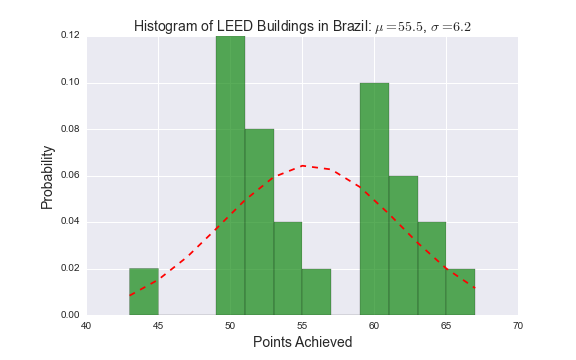 Histogram of LEED Buildings in Brazil: μ = 55.5, σ = 6.2
0.12
0.10
0.08
0.06
0.04
0.02
0.00
Probability
40 45 50 55 60 65 70
Points Achieved